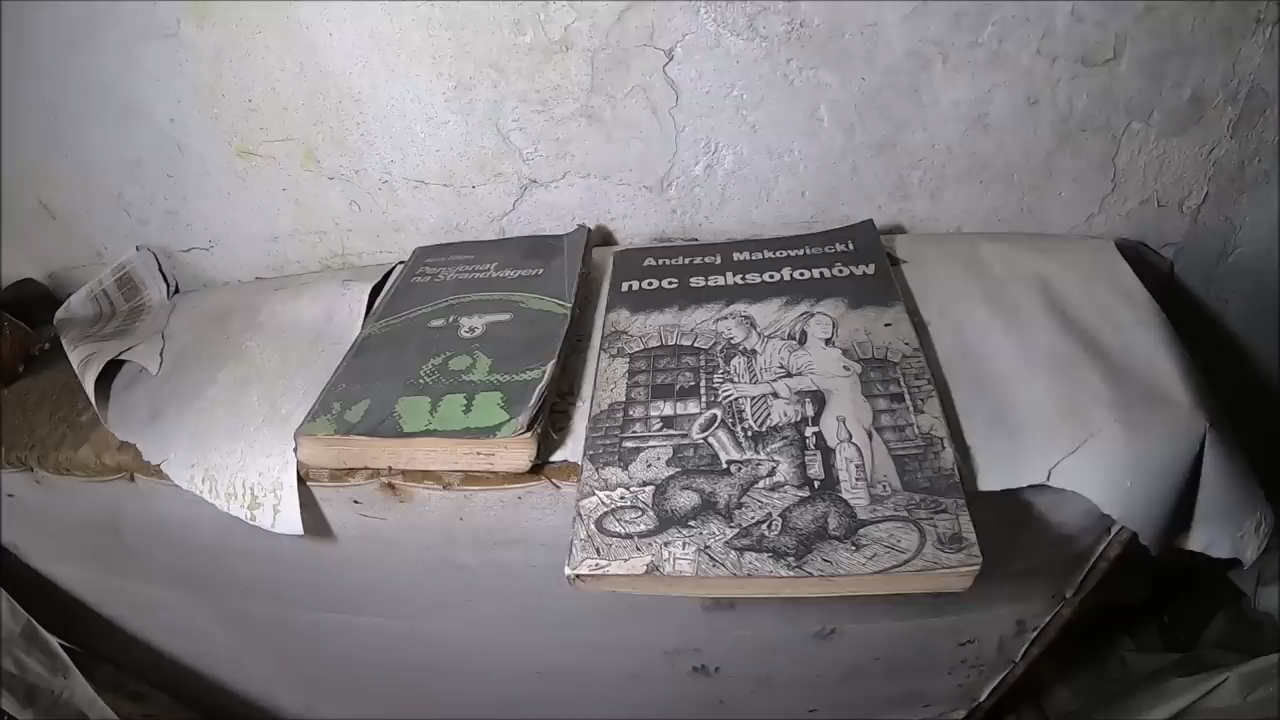 Pensjonat
na Strandvägen
Andrzej Makowiecki
noc saksofonów